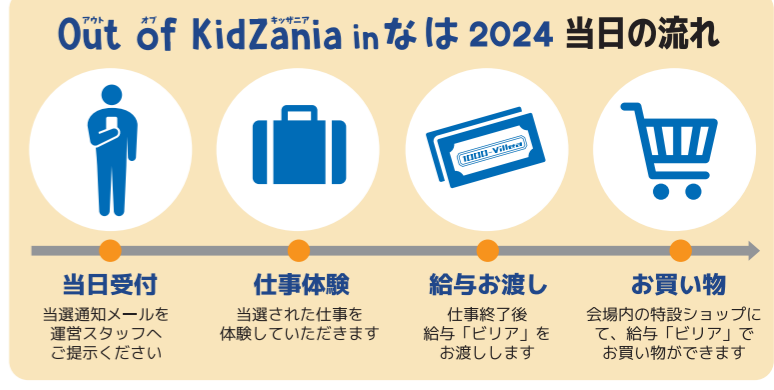 アウト オブ キッザニア
Out of KidZania in なは 2024 当日の流れ
1000-Villea
当日受付
当選通知メールを
運営スタッフへ
ご提示ください
仕事体験
当選された仕事を
体験していただきます
給与お渡し
仕事終了後
給与「ビリア」を
お渡しします
お買い物
会場内の特設ショップに
て、給与「ビリア」で
お買い物ができます